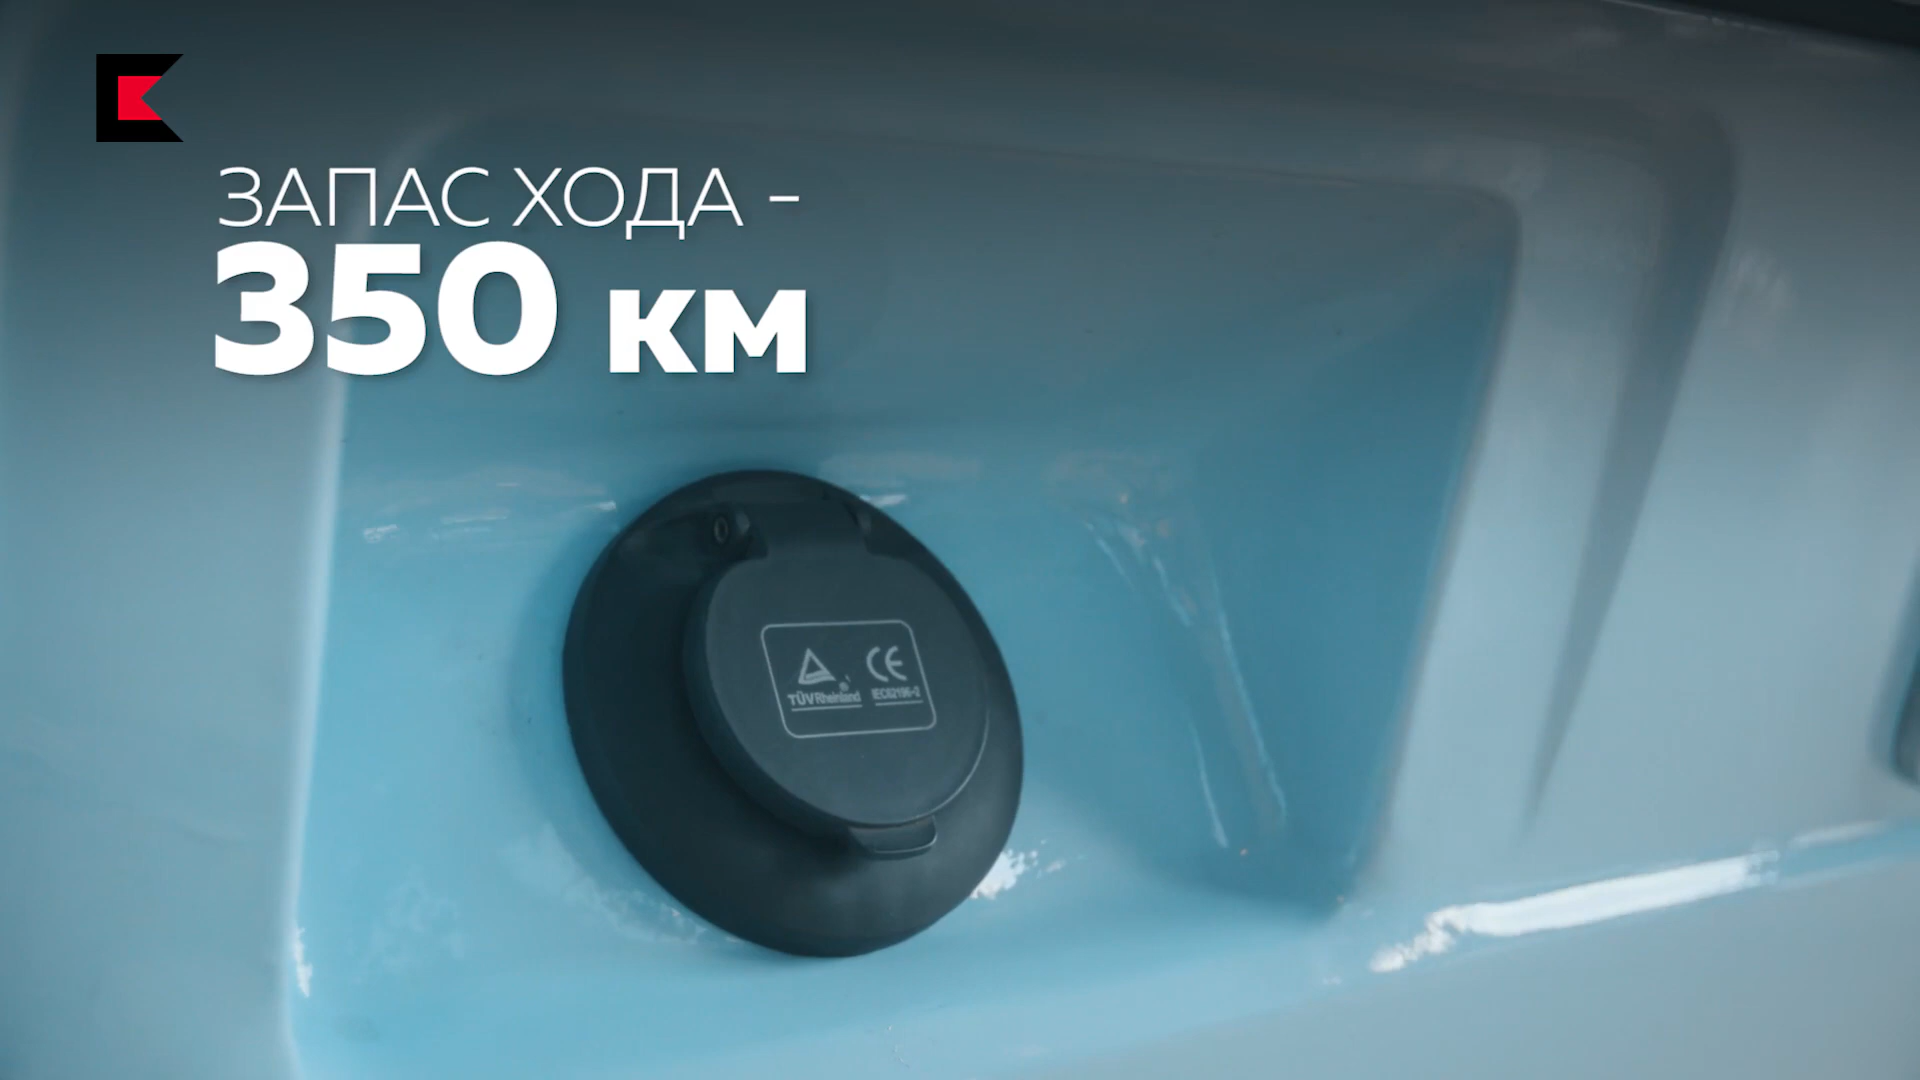 ЗАПАС ХОДА -
350 км
CE
TÜVRheinland ®
IEC62196-2